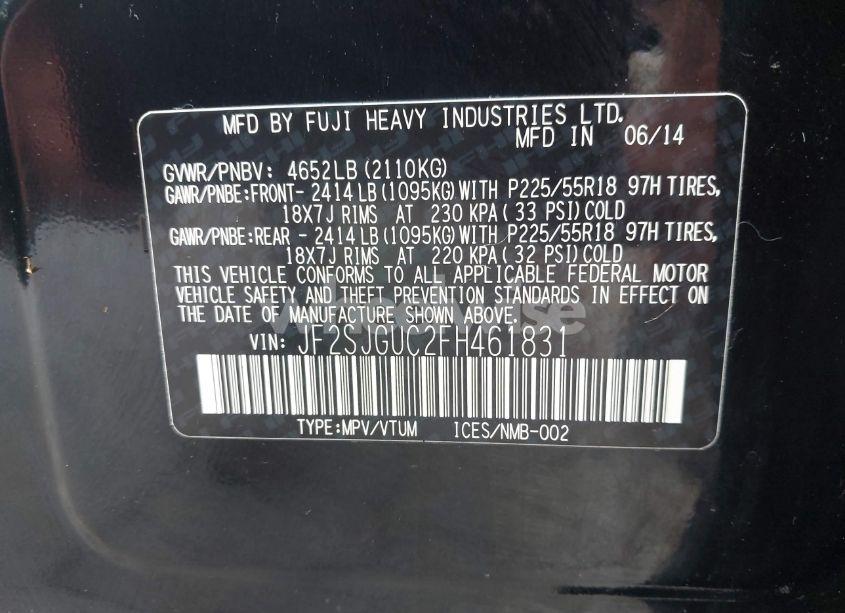 MFD BY FUJI HEAVY INDUSTRIES LTD.
MFD IN 06/14
GVWR/PNBV: 4652LB (2110KG)
GAWR/PNBE:FRONT- 2414 LB (1095KG) WITH P225/55R18 97H TIRES,
18X7J RIMS AT 230 KPA ( 33 PSI) COLD
GAWR/PNBE:REAR - 2414 LB (1095KG) WITH P225/55R18 97H TIRES,
18X7J RIMS AT 220 KPA ( 32 PSI) COLD
THIS VEHICLE CONFORMS TO ALL APPLICABLE FEDERAL MOTOR
VEHICLE SAFETY AND THEFT PREVENTION STANDARDS IN EFFECT ON
THE DATE OF MANUFACTURE SHOWN ABOVE.
VIN: JF2SJGUC2FH461831
TYPE:MPV/VTUM ICES/NMB-002